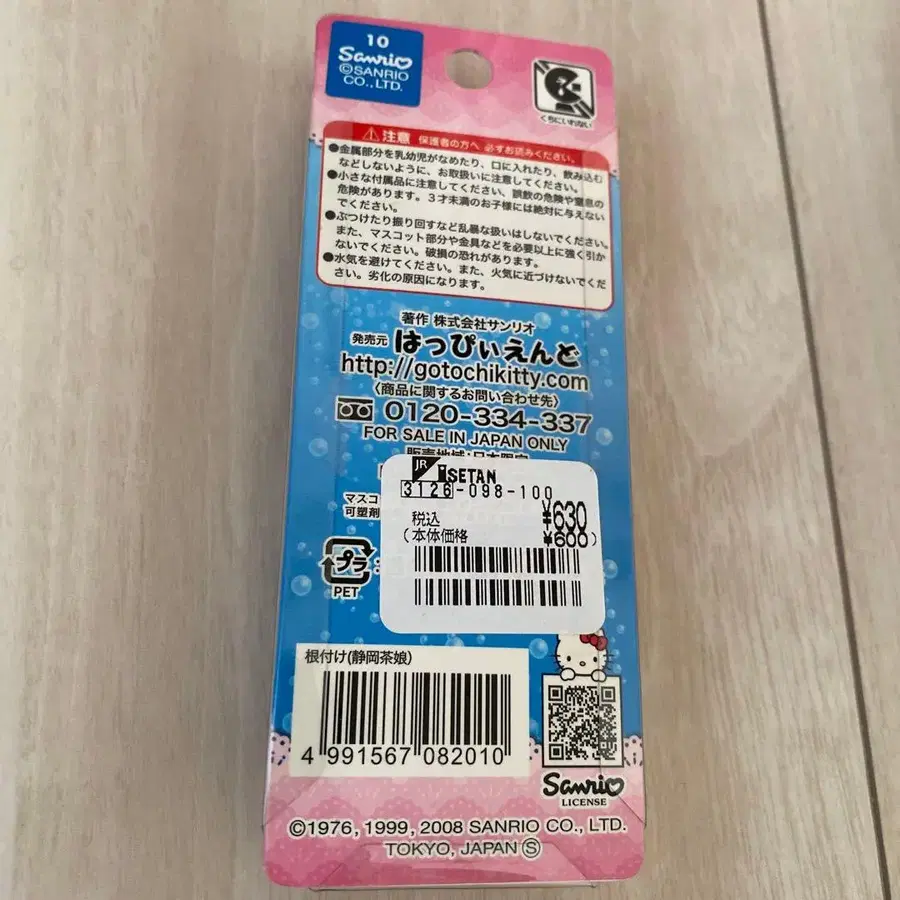 10
Sanrio
©SANRIO
CO., LTD.
くちにいれない
⚠注意 保護者の方へ 必ずお読みください。
●金属部分を乳幼児がなめたり、口に入れたり、飲み込む
などしないように、お取扱いに注意してください。
●小さな付属品に注意してください、誤飲の危険や窒息の
危険があります。3才未満のお子様には絶対に与えない
でください。
●ぶつけたり振り回すなど乱暴な扱いはしないでください。
また、マスコット部分や金具などを必要以上に強く引か
ないでください。破損の恐れがあります。
●水気を避けてください。また、火気に近づけないでくだ
さい。劣化の原因になります。
著作 株式会社サンリオ
発売元 はっぴぃえんど
http://gotochikitty.com
〈商品に関するお問い合わせ先〉
0120-334-337
FOR SALE IN JAPAN ONLY
販売地域:日本限定
JR ISETAN
3126-098-100
税込 ¥630
(本体価格 ¥600)
マスコ
可塑剤
プラ
PET
根付け(静岡茶娘)
4 991567 082010
Sanrio
LICENSE
©1976, 1999, 2008 SANRIO CO., LTD.
TOKYO, JAPAN Ⓢ